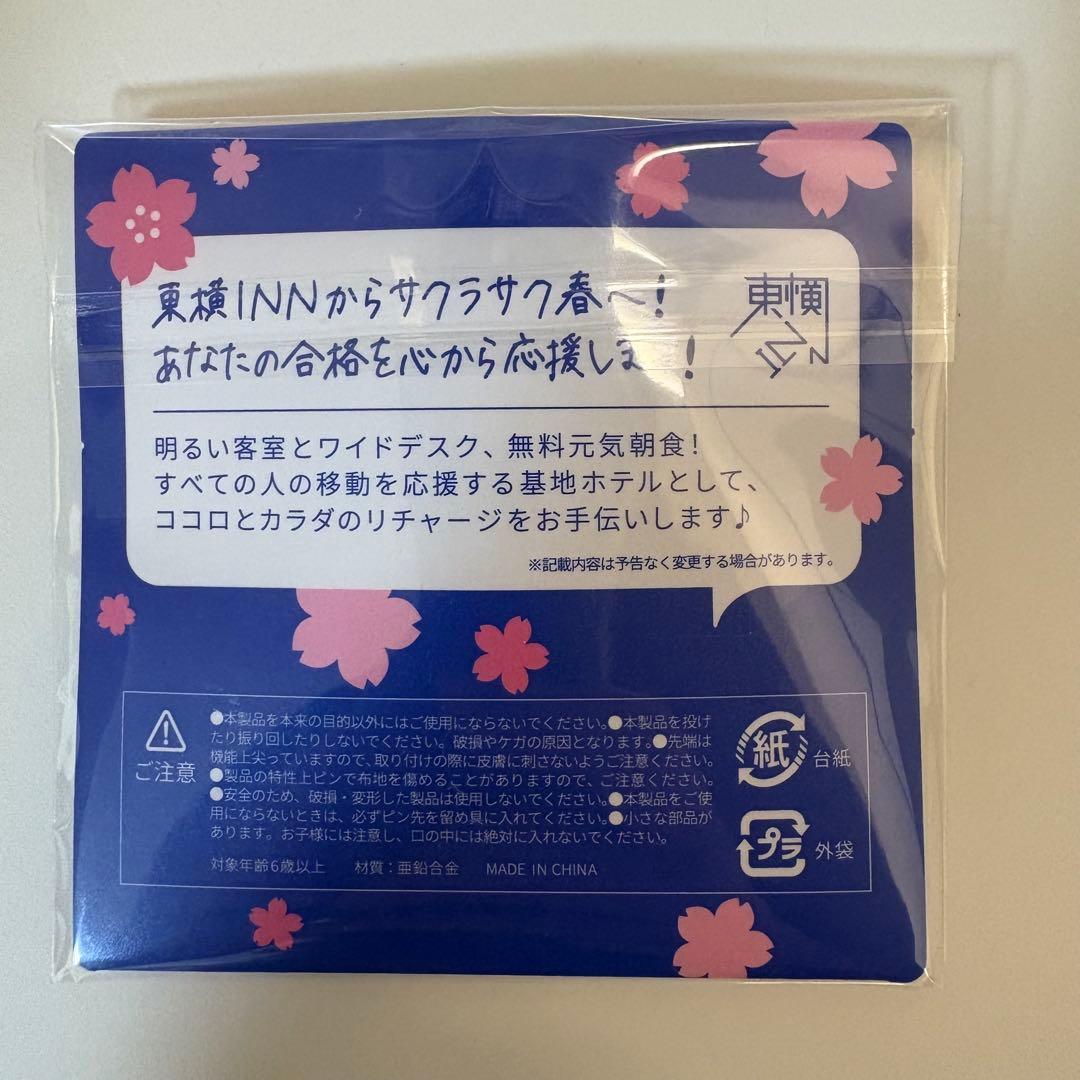 東横INNからサクラサク春へ!
あなたの合格を心から応援しま !
東横INN
明るい客室とワイドデスク、無料元気朝食!
すべての人の移動を応援する基地ホテルとして、
ココロとカラダのリチャージをお手伝いします♪
※記載内容は予告なく変更する場合があります。
ご注意
●本製品を本来の目的以外にはご使用にならないでください。●本製品を投げ
たり振り回したりしないでください。破損やケガの原因となります。●先端は
機能上尖っていますので、取り付けの際に皮膚に刺さないようご注意ください。
●製品の特性上ピンで布地を傷めることがありますので、ご注意ください。
●安全のため、破損・変形した製品は使用しないでください。●本製品をご使
用にならないときは、必ずピン先を留め具に入れてください。●小さな部品が
あります。お子様には注意し、口の中には絶対に入れないでください。
対象年齢6歳以上 材質:亜鉛合金 MADE IN CHINA
紙 台紙
プラ 外袋